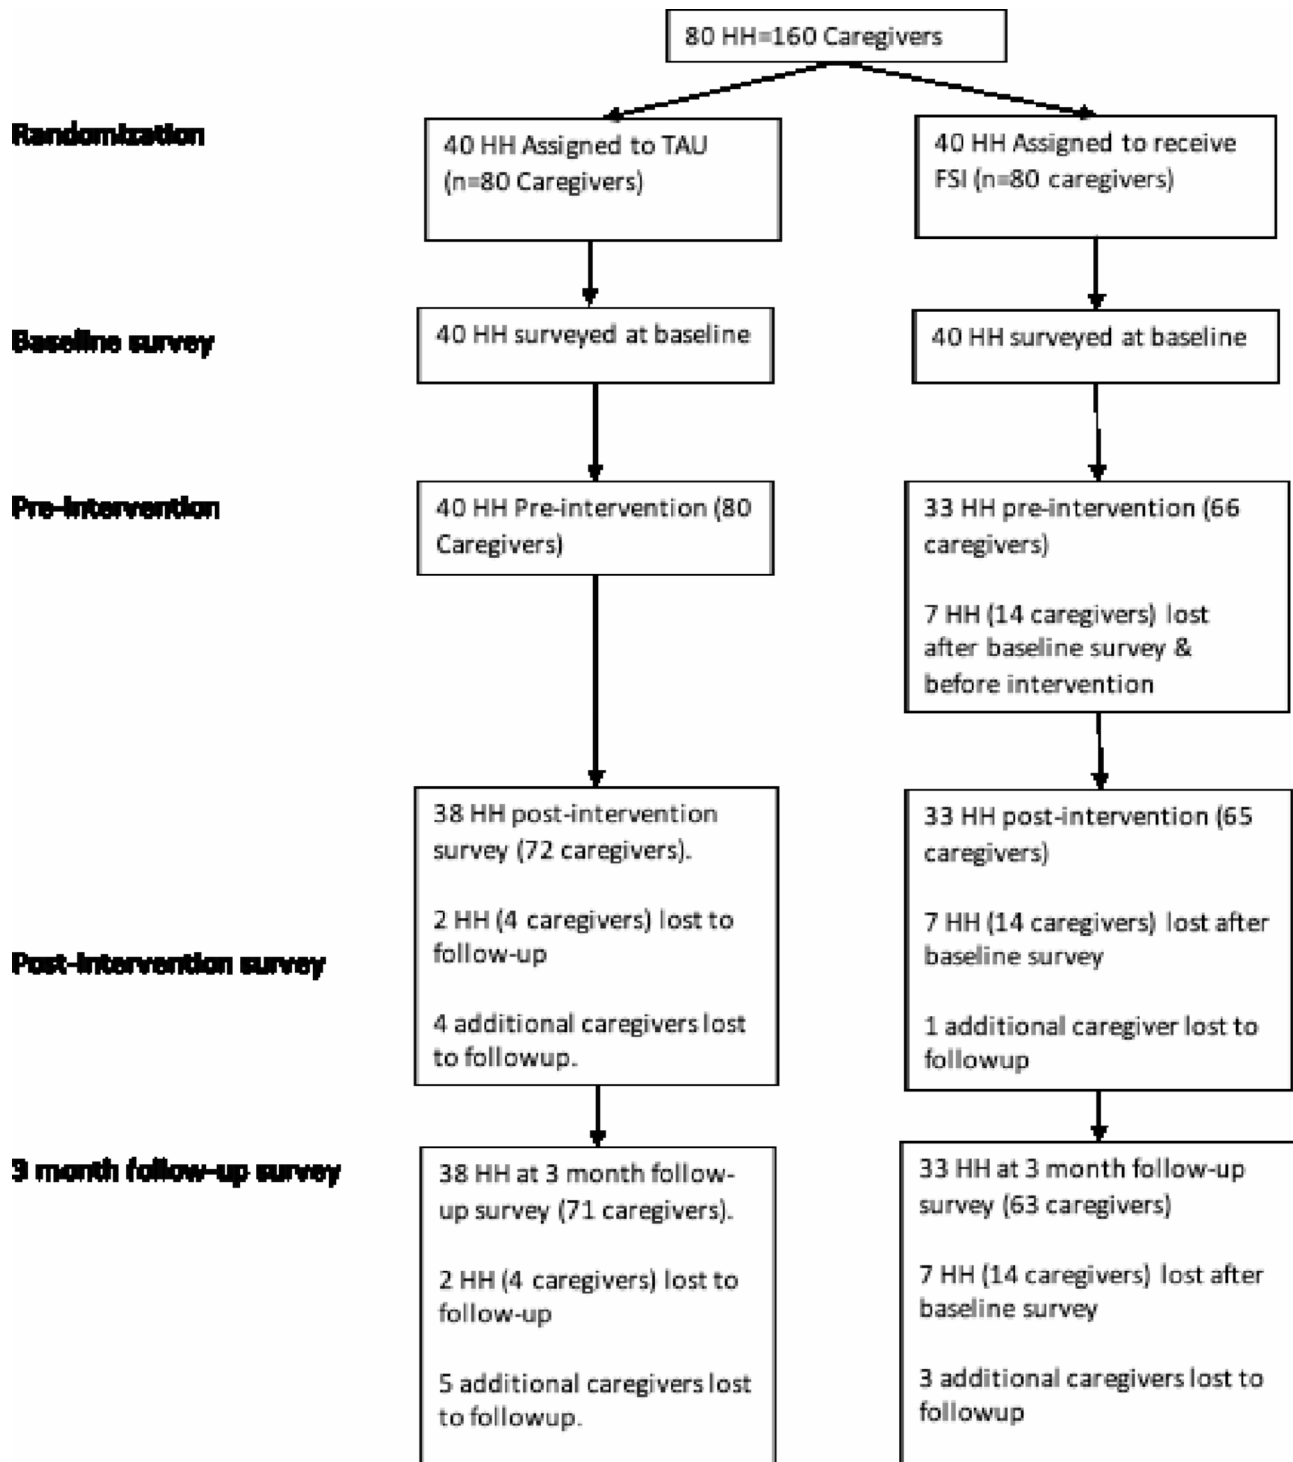 80 HH=160 Caregivers
Randomization
40 HH Assigned to TAU
(n=80 Caregivers)
40 HH Assigned to receive
FSI (n=80 caregivers)
Baseline survey
40 HH surveyed at baseline
40 HH surveyed at baseline
Pre-intervention
40 HH Pre-intervention (80
Caregivers)
33 HH pre-intervention (66
caregivers)
7 HH (14 caregivers) lost
after baseline survey &
before intervention
Post-intervention survey
38 HH post-intervention
survey (72 caregivers).
2 HH (4 caregivers) lost to
follow-up
4 additional caregivers lost
to followup.
33 HH post-intervention (65
caregivers)
7 HH (14 caregivers) lost after
baseline survey
1 additional caregiver lost to
followup
3 month follow-up survey
38 HH at 3 month follow-
up survey (71 caregivers).
2 HH (4 caregivers) lost to
follow-up
5 additional caregivers lost
to followup.
33 HH at 3 month follow-up
survey (63 caregivers)
7 HH (14 caregivers) lost after
baseline survey
3 additional caregivers lost to
followup